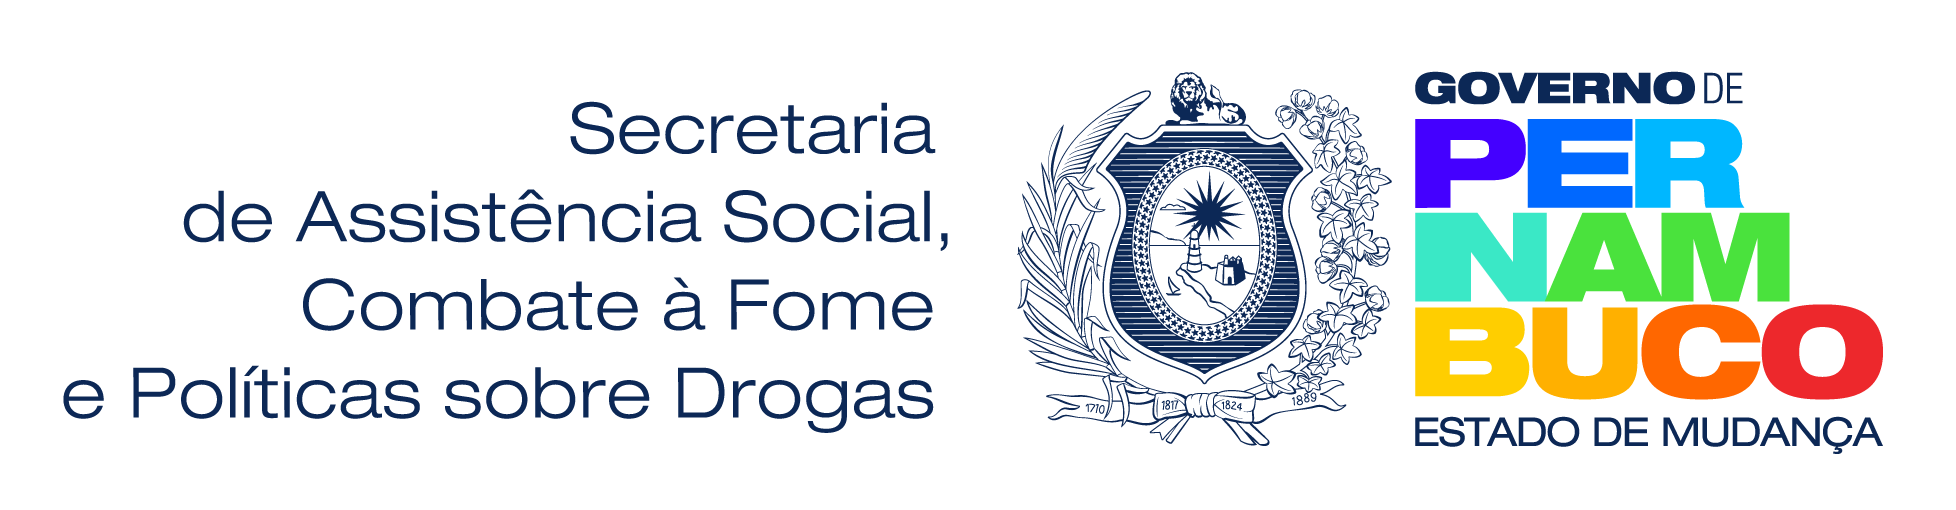 Secretaria
de Assistência Social,
Combate à Fome
e Políticas sobre Drogas
1710
1817
1824
1889
GOVERNO DE
PER
NAM
BUCO
ESTADO DE MUDANÇA